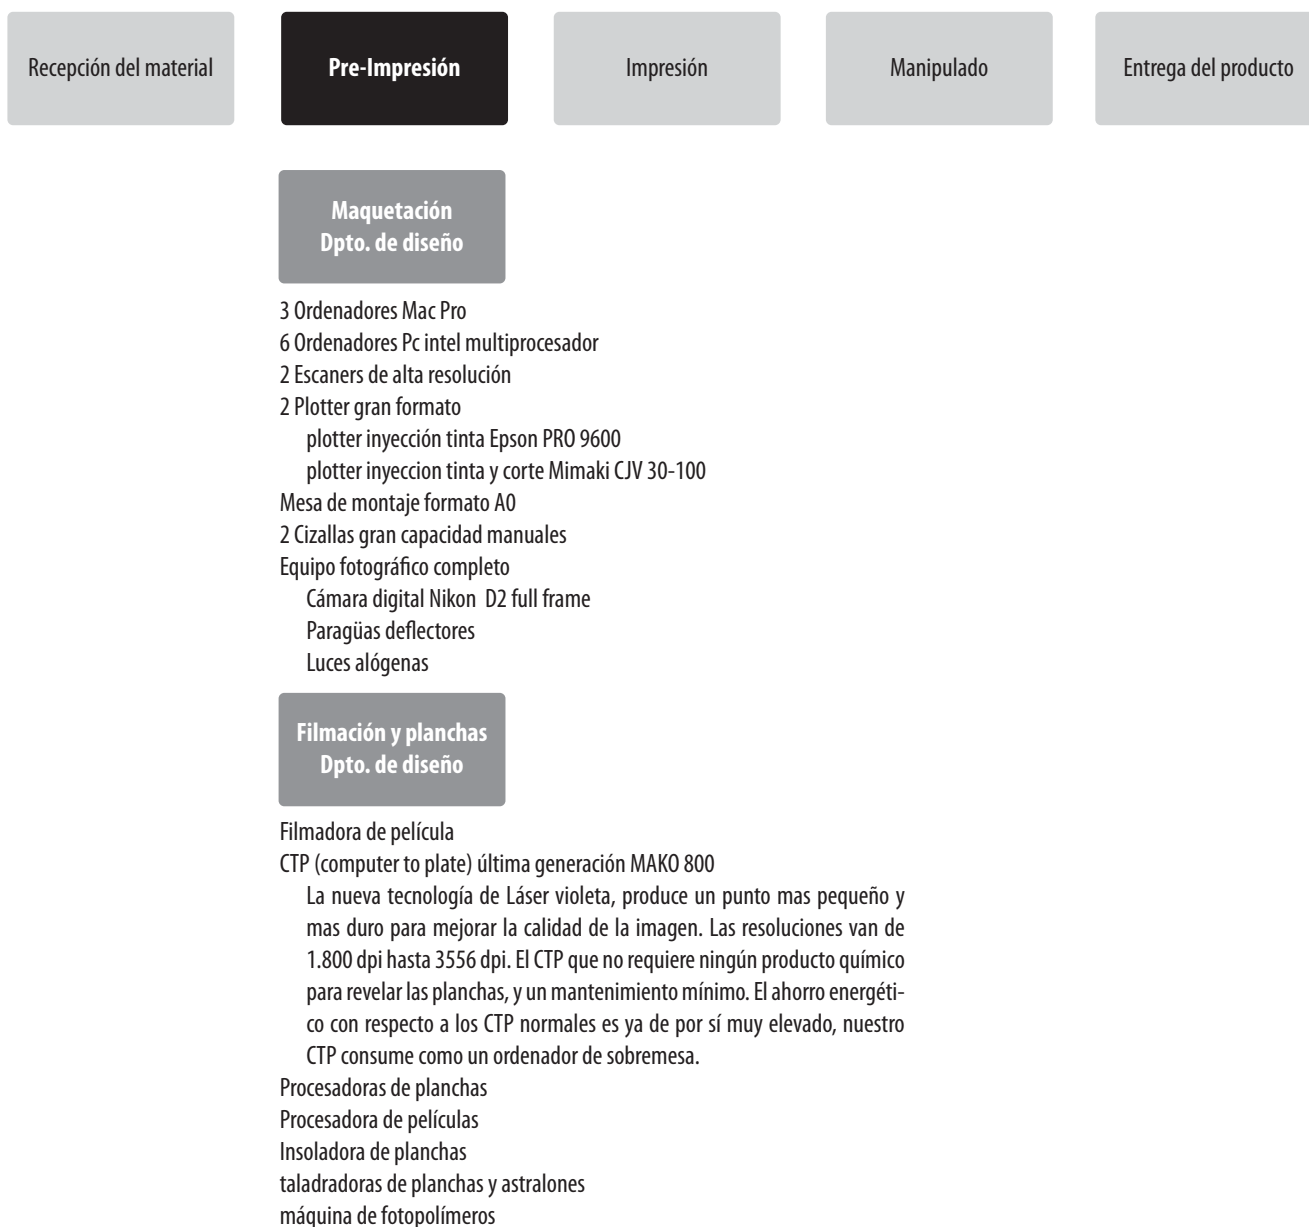 Recepción del material
Pre-Impresión
Impresión
Manipulado
Entrega del producto
Maquetación
Dpto. de diseño
3 Ordenadores Mac Pro
6 Ordenadores Pc intel multiprocesador
2 Escaners de alta resolución
2 Plotter gran formato
plotter inyección tinta Epson PRO 9600
plotter inyeccion tinta y corte Mimaki CJV 30-100
Mesa de montaje formato A0
2 Cizallas gran capacidad manuales
Equipo fotográfico completo
Cámara digital Nikon D2 full frame
Paragüas deflectores
Luces alógenas
Filmación y planchas
Dpto. de diseño
Filmadora de película
CTP (computer to plate) última generación MAKO 800
La nueva tecnología de Láser violeta, produce un punto mas pequeño y
mas duro para mejorar la calidad de la imagen. Las resoluciones van de
1.800 dpi hasta 3556 dpi. El CTP que no requiere ningún producto químico
para revelar las planchas, y un mantenimiento mínimo. El ahorro energéti-
co con respecto a los CTP normales es ya de por sí muy elevado, nuestro
CTP consume como un ordenador de sobremesa.
Procesadoras de planchas
Procesadora de películas
Insoladora de planchas
taladradoras de planchas y astralones
máquina de fotopolímeros